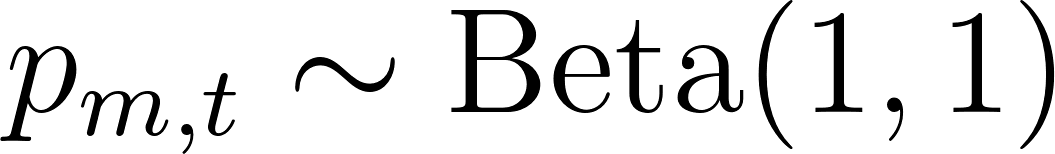 p_{m,t} ∼ Beta(1, 1)